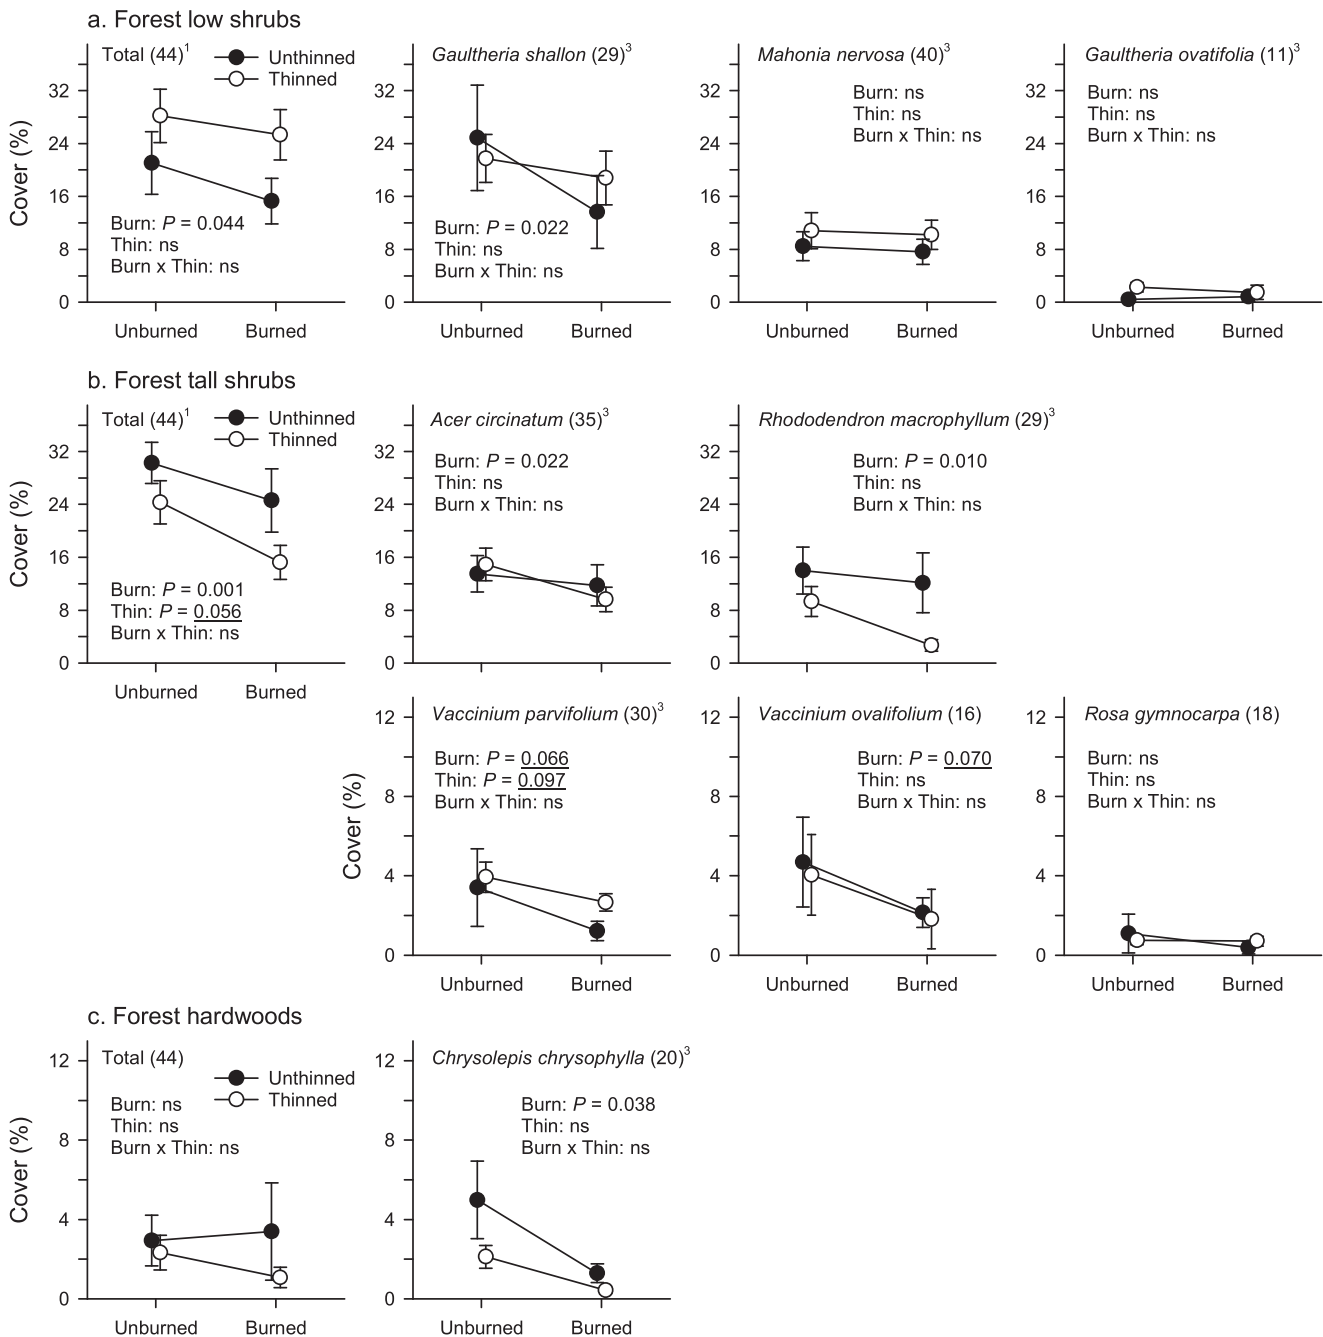 a. Forest low shrubs
Total (44)1
Unthinned
Thinned
Gaultheria shallon (29)3
Mahonia nervosa (40)3
Gaultheria ovatifolia (11)3
Cover (%)
32
24
16
8
0
Burn: P = 0.044
Thin: ns
Burn x Thin: ns
Unburned
Burned
32
24
16
8
0
Burn: P = 0.022
Thin: ns
Burn x Thin: ns
Unburned
Burned
32
24
16
8
0
Burn: ns
Thin: ns
Burn x Thin: ns
Unburned
Burned
32
24
16
8
0
Burn: ns
Thin: ns
Burn x Thin: ns
Unburned
Burned
b. Forest tall shrubs
Total (44)1
Unthinned
Thinned
Cover (%)
32
24
16
8
0
Burn: P = 0.001
Thin: P = 0.056
Burn x Thin: ns
Unburned
Burned
Acer circinatum (35)3
32
24
16
8
0
Burn: P = 0.022
Thin: ns
Burn x Thin: ns
Rhododendron macrophyllum (29)3
32
24
16
8
0
Burn: P = 0.010
Thin: ns
Burn x Thin: ns
Vaccinium parvifolium (30)3
Cover (%)
12
8
4
0
Burn: P = 0.066
Thin: P = 0.097
Burn x Thin: ns
Unburned
Burned
Vaccinium ovalifolium (16)
12
8
4
0
Burn: P = 0.070
Thin: ns
Burn x Thin: ns
Unburned
Burned
Rosa gymnocarpa (18)
12
8
4
0
Burn: ns
Thin: ns
Burn x Thin: ns
Unburned
Burned
c. Forest hardwoods
Total (44)
Unthinned
Thinned
Cover (%)
12
8
4
0
Burn: ns
Thin: ns
Burn x Thin: ns
Unburned
Burned
Chrysolepis chrysophylla (20)3
12
8
4
0
Burn: P = 0.038
Thin: ns
Burn x Thin: ns
Unburned
Burned